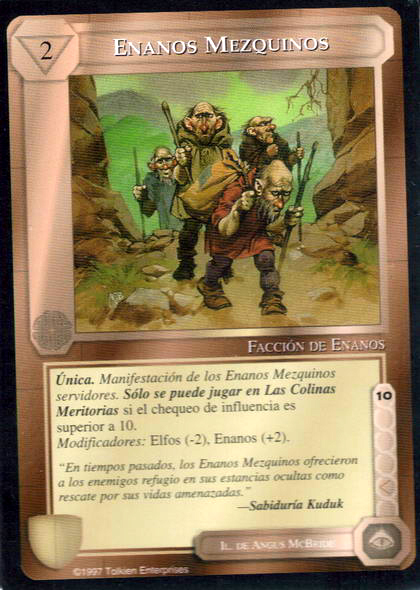 2
ENANOS MEZQUINOS
FACCIÓN DE ENANOS
Única. Manifestación de los Enanos Mezquinos
servidores. Sólo se puede jugar en Las Colinas
Meritorias si el chequeo de influencia es
superior a 10.
Modificadores: Elfos (-2), Enanos (+2).
10
“En tiempos pasados, los Enanos Mezquinos ofrecieron
a los enemigos refugio en sus estancias ocultas como
rescate por sus vidas amenazadas.”
—Sabiduría Kuduk
IL. DE ANGUS MCBRIDE
©1997 Tolkien Enterprises